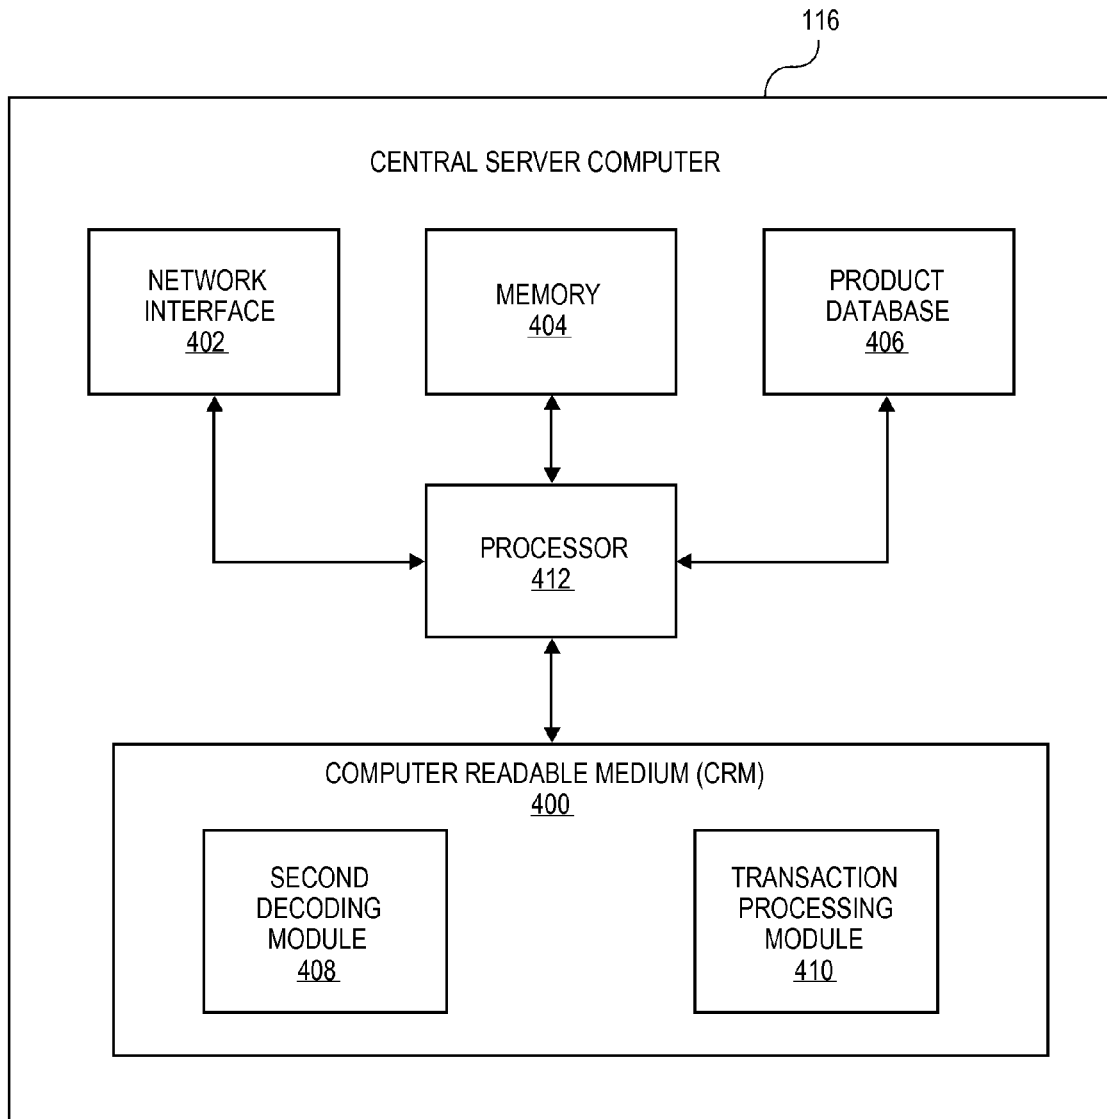 116
CENTRAL SERVER COMPUTER
NETWORK
INTERFACE
402
MEMORY
404
PRODUCT
DATABASE
406
PROCESSOR
412
COMPUTER READABLE MEDIUM (CRM)
400
SECOND
DECODING
MODULE
408
TRANSACTION
PROCESSING
MODULE
410